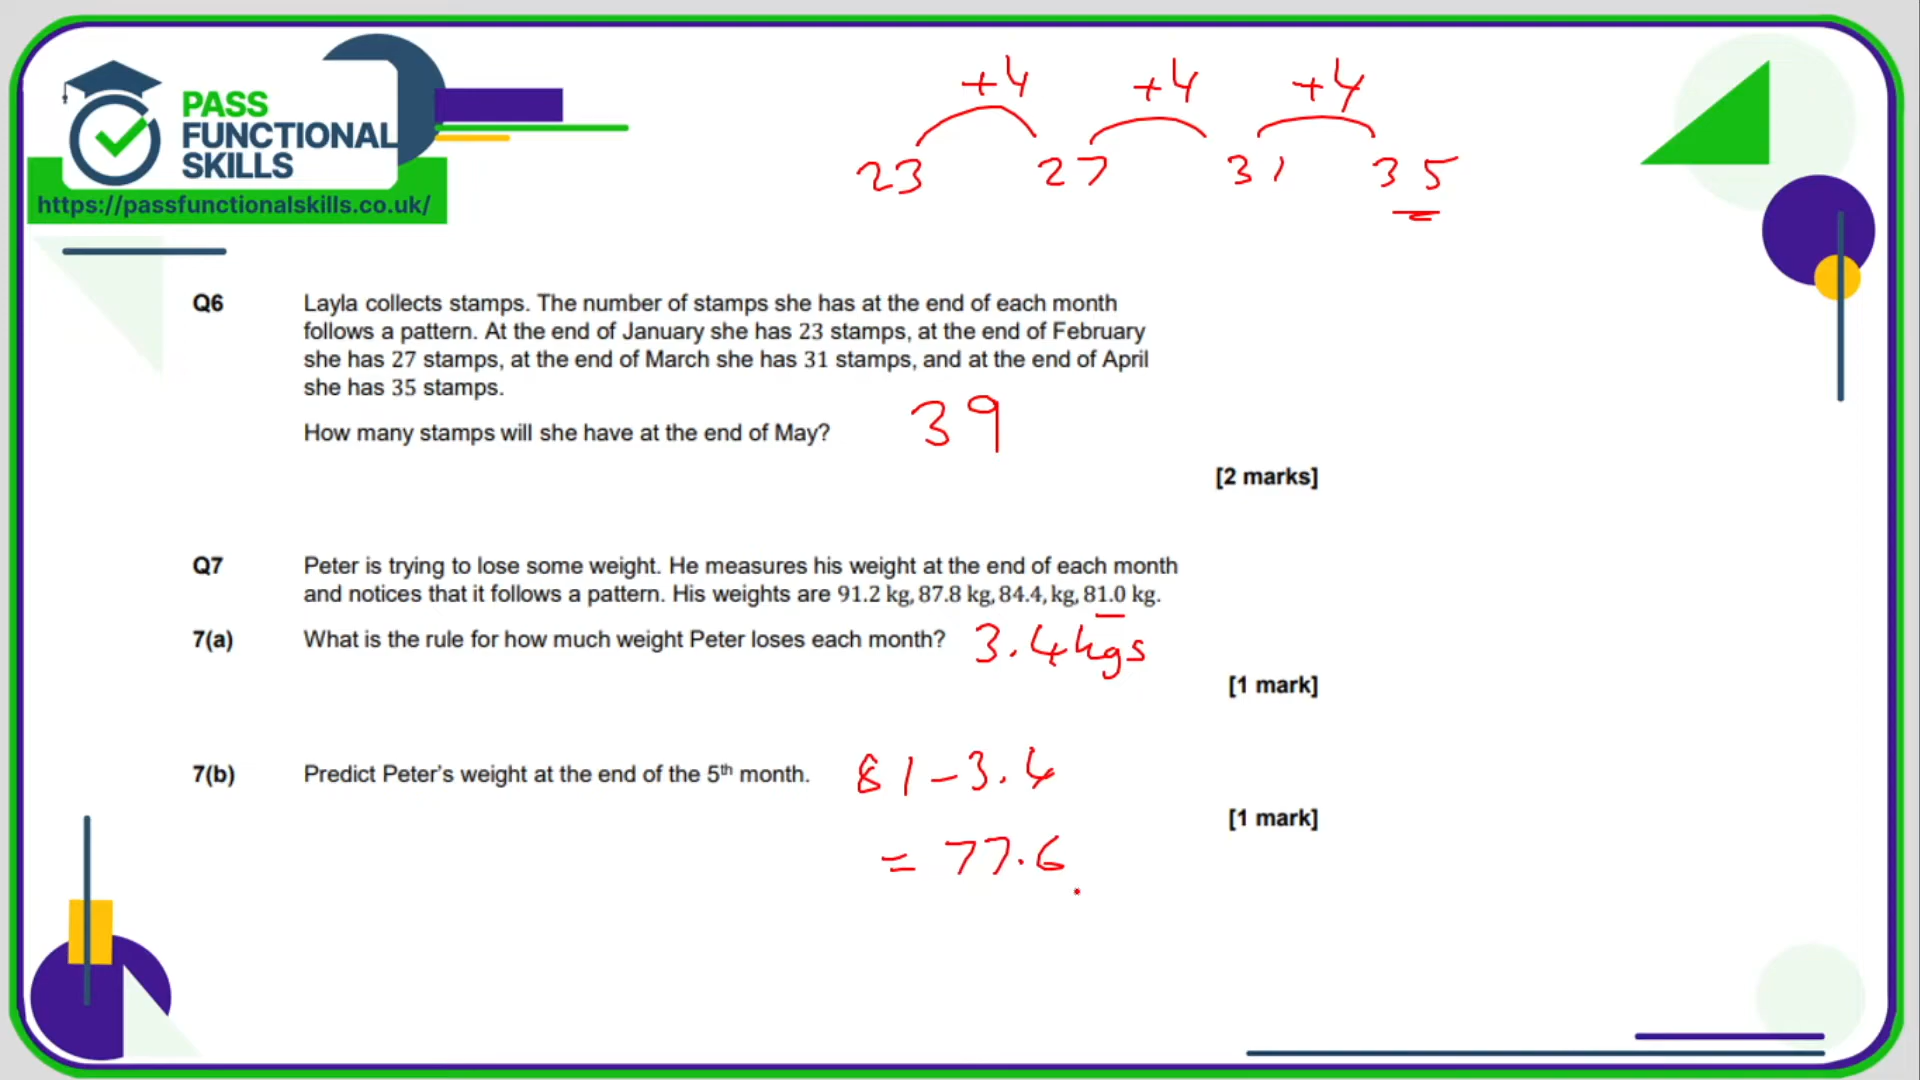 PASS
FUNCTIONAL
SKILLS
https://passfunctionalskills.co.uk/
+4 +4 +4
23 27 31 35
Q6 Layla collects stamps. The number of stamps she has at the end of each month
follows a pattern. At the end of January she has 23 stamps, at the end of February
she has 27 stamps, at the end of March she has 31 stamps, and at the end of April
she has 35 stamps.
How many stamps will she have at the end of May? 39
[2 marks]
Q7 Peter is trying to lose some weight. He measures his weight at the end of each month
and notices that it follows a pattern. His weights are 91.2 kg, 87.8 kg, 84.4, kg, 81.0 kg.
7(a) What is the rule for how much weight Peter loses each month? 3.4kgs
[1 mark]
7(b) Predict Peter's weight at the end of the 5th month. 81-3.4
[1 mark]
= 77.6